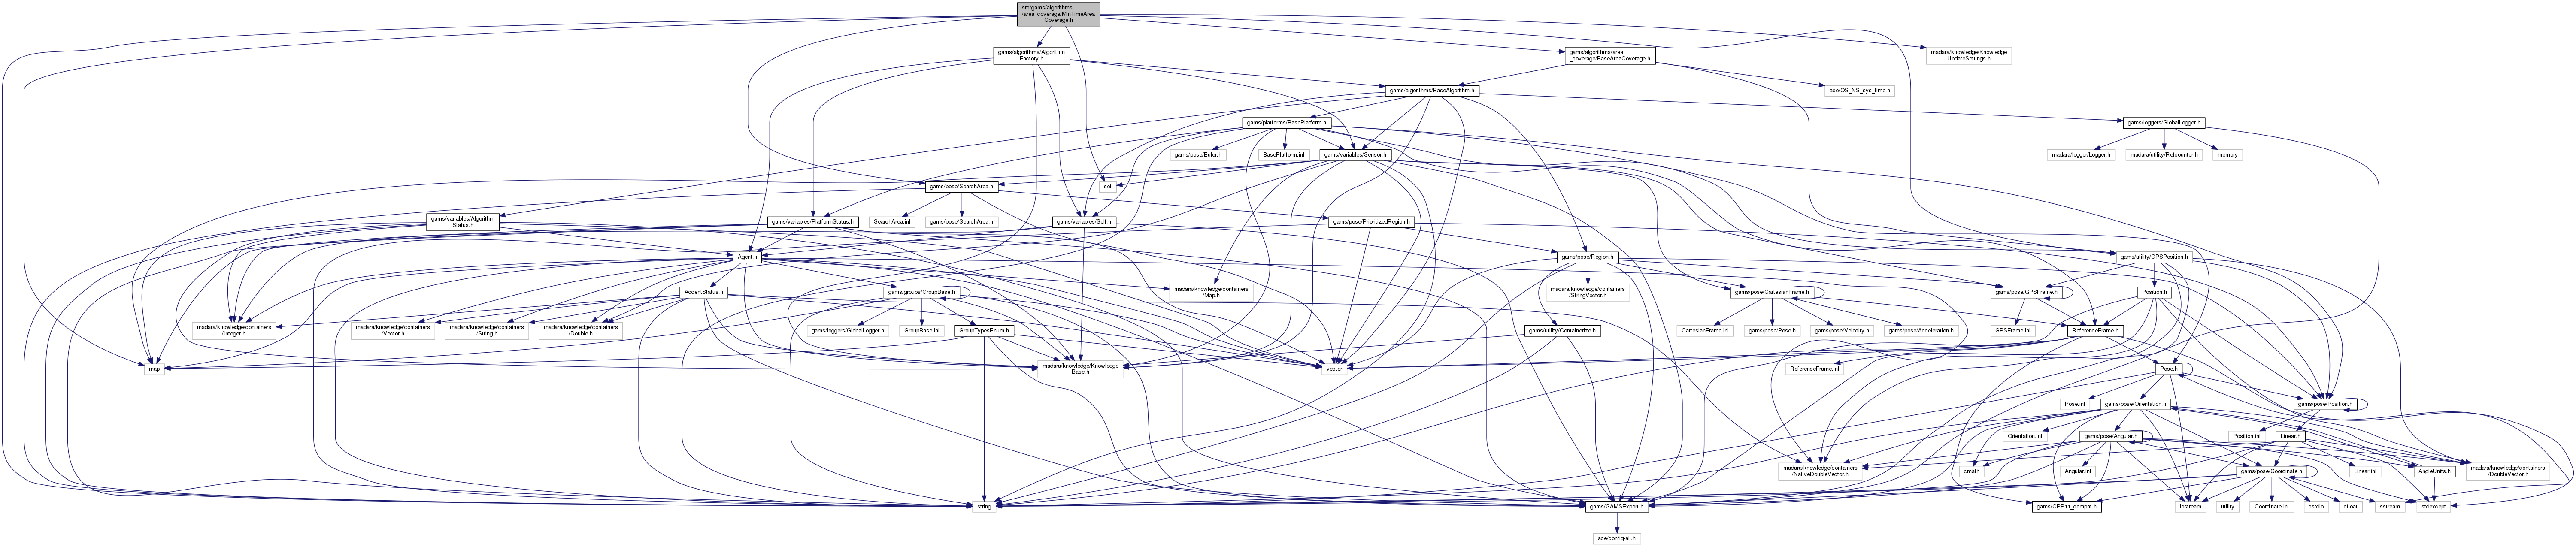 src/gams/algorithms
/area_coverage/MinTimeArea
Coverage.h
gams/algorithms/Algorithm
Factory.h
gams/algorithms/area
_coverage/BaseAreaCoverage.h
madara/knowledge/Knowledge
UpdateSettings.h
gams/algorithms/BaseAlgorithm.h
ace/OS_NS_sys_time.h
gams/platforms/BasePlatform.h
gams/loggers/GlobalLogger.h
gams/pose/Euler.h
BasePlatform.inl
gams/variables/Sensor.h
madara/logger/Logger.h
madara/utility/Refcounter.h
memory
gams/pose/SearchArea.h
set
gams/variables/Algorithm
Status.h
gams/variables/PlatformStatus.h
SearchArea.inl
gams/pose/SearchArea.h
gams/variables/Self.h
gams/pose/PrioritizedRegion.h
Agent.h
gams/pose/Region.h
gams/utility/GPSPosition.h
AccentStatus.h
gams/groups/GroupBase.h
madara/knowledge/containers
/Map.h
madara/knowledge/containers
/StringVector.h
gams/pose/CartesianFrame.h
gams/pose/GPSFrame.h
Position.h
madara/knowledge/containers
/Integer.h
madara/knowledge/containers
/Vector.h
madara/knowledge/containers
/String.h
madara/knowledge/containers
/Double.h
gams/loggers/GlobalLogger.h
GroupBase.inl
GroupTypesEnum.h
gams/utility/Containerize.h
CartesianFrame.inl
gams/pose/Pose.h
gams/pose/Velocity.h
gams/pose/Acceleration.h
GPSFrame.inl
ReferenceFrame.h
map
madara/knowledge/Knowledge
Base.h
vector
ReferenceFrame.inl
Pose.h
Pose.inl
gams/pose/Orientation.h
gams/pose/Position.h
Orientation.inl
gams/pose/Angular.h
Position.inl
Linear.h
madara/knowledge/containers
/NativeDoubleVector.h
cmath
Angular.inl
gams/pose/Coordinate.h
Linear.inl
AngleUnits.h
madara/knowledge/containers
/DoubleVector.h
string
gams/GAMSExport.h
gams/CPP11_compat.h
iostream
utility
Coordinate.inl
cstdio
cfloat
sstream
stdexcept
ace/config-all.h